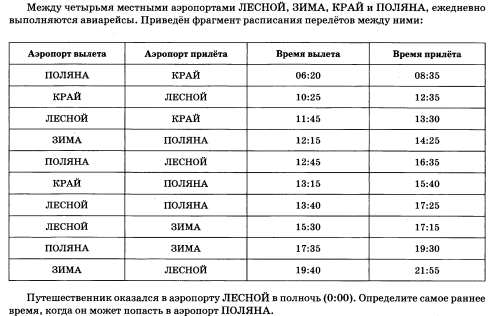 Между четырьмя местными аэропортами ЛЕСНОЙ, ЗИМА, КРАЙ и ПОЛЯНА, ежедневно
выполняются авиарейсы. Приведён фрагмент расписания перелётов между ними:
Аэропорт вылета Аэропорт прилёта Время вылета Время прилёта
ПОЛЯНА КРАЙ 06:20 08:35
КРАЙ ЛЕСНОЙ 10:25 12:35
ЛЕСНОЙ КРАЙ 11:45 13:30
ЗИМА ПОЛЯНА 12:15 14:25
ПОЛЯНА ЛЕСНОЙ 12:45 16:35
КРАЙ ПОЛЯНА 13:15 15:40
ЛЕСНОЙ ПОЛЯНА 13:40 17:25
ЛЕСНОЙ ЗИМА 15:30 17:15
ПОЛЯНА ЗИМА 17:35 19:30
ЗИМА ЛЕСНОЙ 19:40 21:55
Путешественник оказался в аэропорту ЛЕСНОЙ в полночь (0:00). Определите самое раннее
время, когда он может попасть в аэропорт ПОЛЯНА.